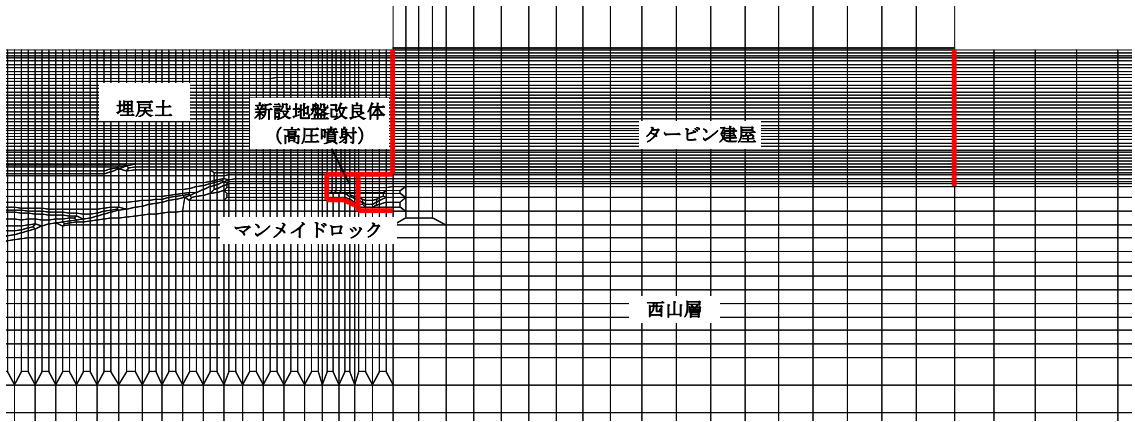 埋戻土
新設地盤改良体
（高圧噴射）
タービン建屋
マンメイドロック
西山層